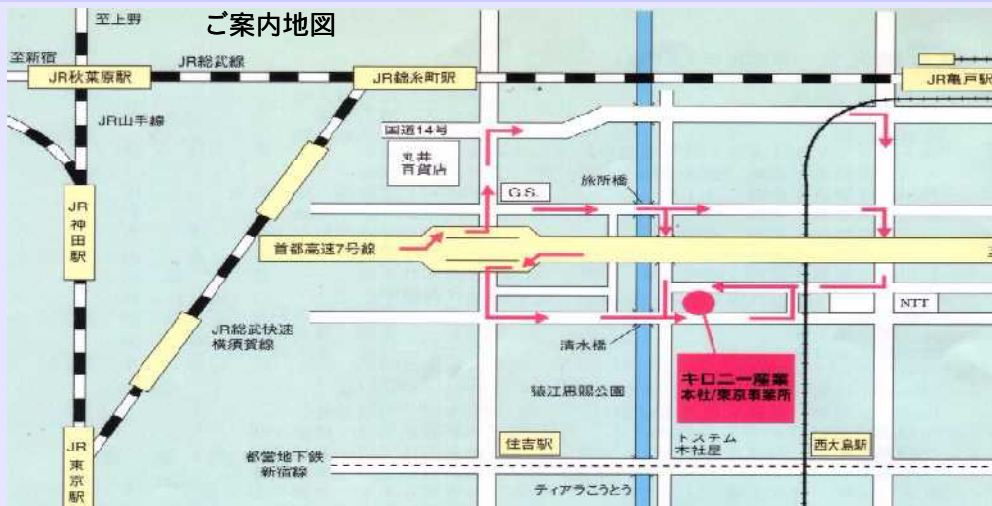 ご案内地図
至上野
至新宿
JR秋葉原駅
JR総武線
JR錦糸町駅
JR亀戸駅
JR山手線
国道14号
丸井
百貨店
G.S.
旅所橋
JR
神田駅
首都高速7号線
至
NTT
JR総武快速
横須賀線
清水橋
キロニー産業
本社/東京事業所
猿江恩賜公園
JR
東京駅
都営地下鉄
新宿線
住吉駅
トステム
本社屋
西大島駅
ティアラこうとう